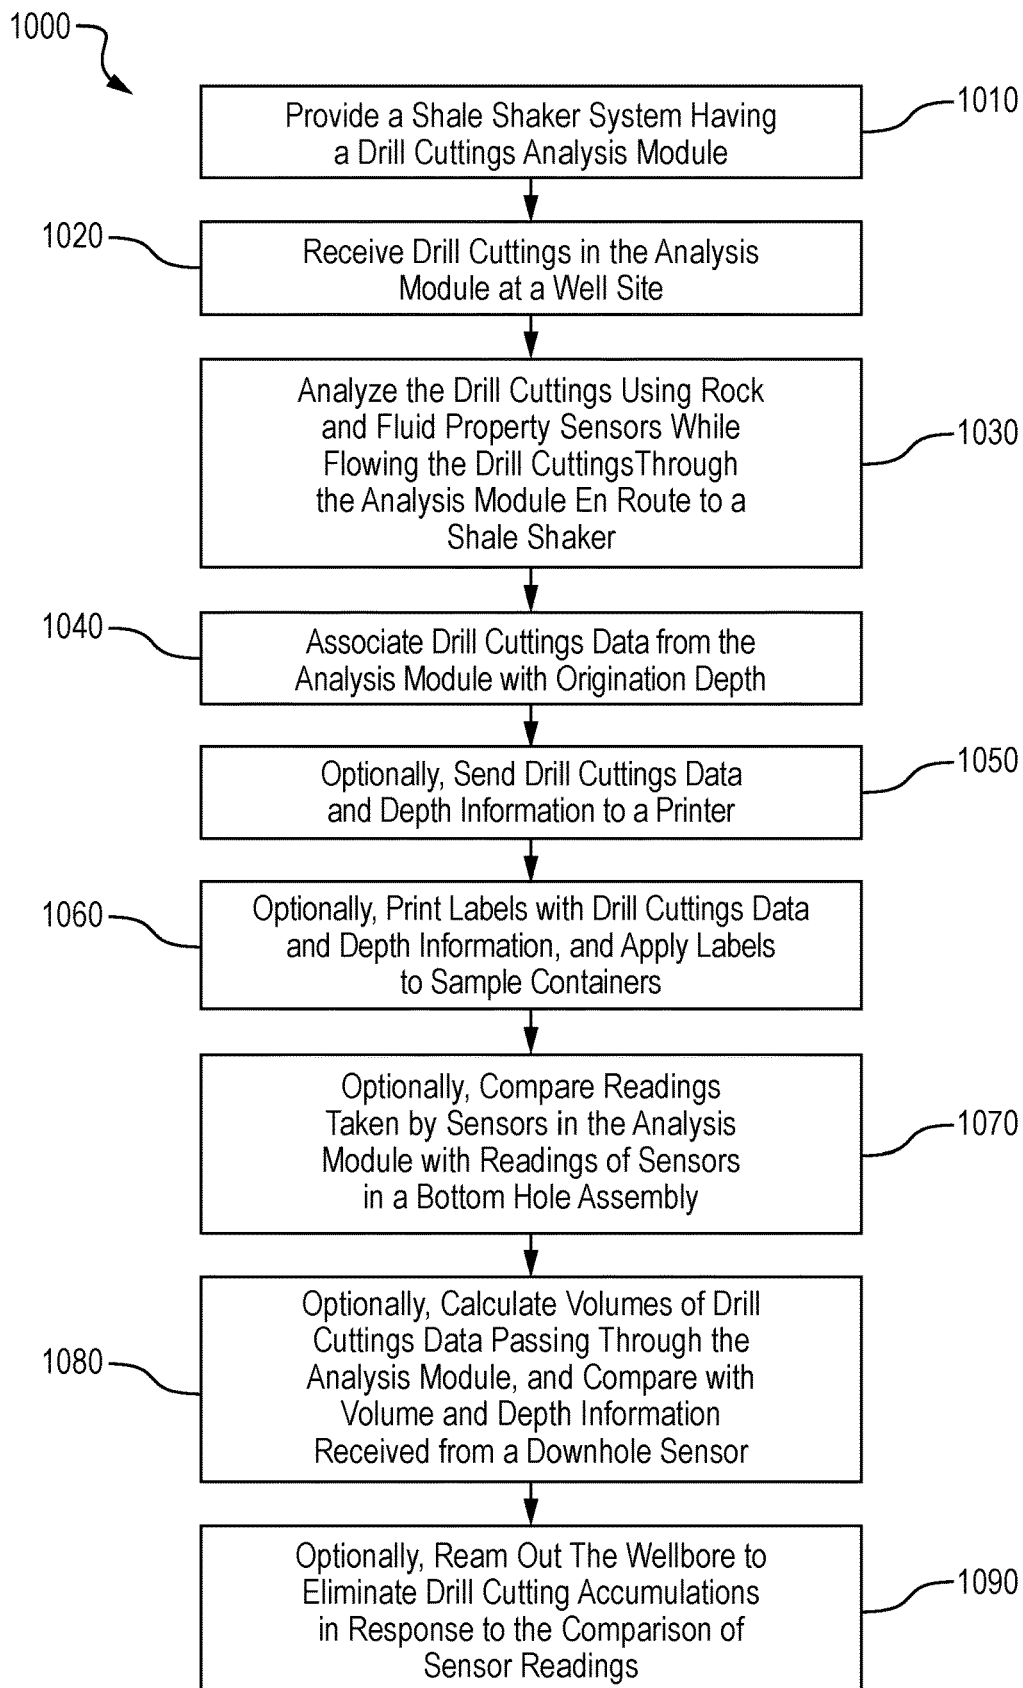 1000
1010
Provide a Shale Shaker System Having
a Drill Cuttings Analysis Module
1020
Receive Drill Cuttings in the Analysis
Module at a Well Site
Analyze the Drill Cuttings Using Rock
and Fluid Property Sensors While
Flowing the Drill CuttingsThrough
the Analysis Module En Route to a
Shale Shaker
1030
1040
Associate Drill Cuttings Data from the
Analysis Module with Origination Depth
Optionally, Send Drill Cuttings Data
and Depth Information to a Printer
1050
1060
Optionally, Print Labels with Drill Cuttings Data
and Depth Information, and Apply Labels
to Sample Containers
Optionally, Compare Readings
Taken by Sensors in the Analysis
Module with Readings of Sensors
in a Bottom Hole Assembly
1070
1080
Optionally, Calculate Volumes of Drill
Cuttings Data Passing Through the
Analysis Module, and Compare with
Volume and Depth Information
Received from a Downhole Sensor
Optionally, Ream Out The Wellbore to
Eliminate Drill Cutting Accumulations
in Response to the Comparison of
Sensor Readings
1090